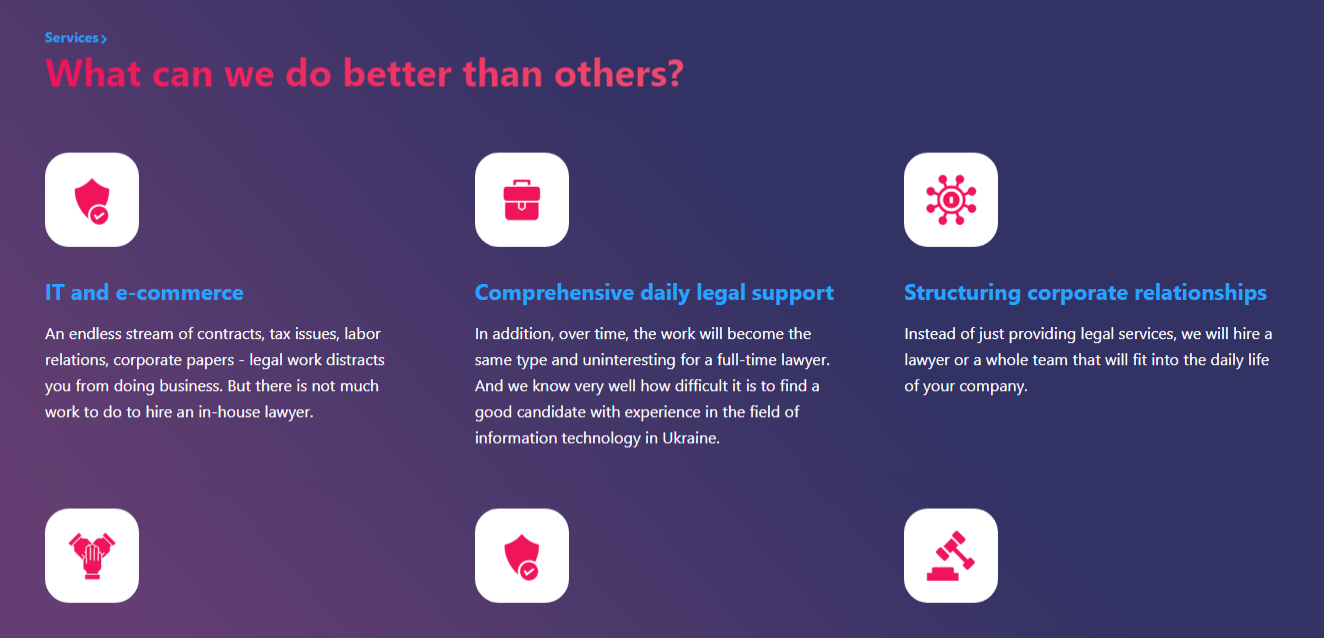 Services
What can we do better than others?
IT and e-commerce
An endless stream of contracts, tax issues, labor
relations, corporate papers - legal work distracts
you from doing business. But there is not much
work to do to hire an in-house lawyer.
Comprehensive daily legal support
In addition, over time, the work will become the
same type and uninteresting for a full-time lawyer.
And we know very well how difficult it is to find a
good candidate with experience in the field of
information technology in Ukraine.
Structuring corporate relationships
Instead of just providing legal services, we will hire a
lawyer or a whole team that will fit into the daily life
of your company.